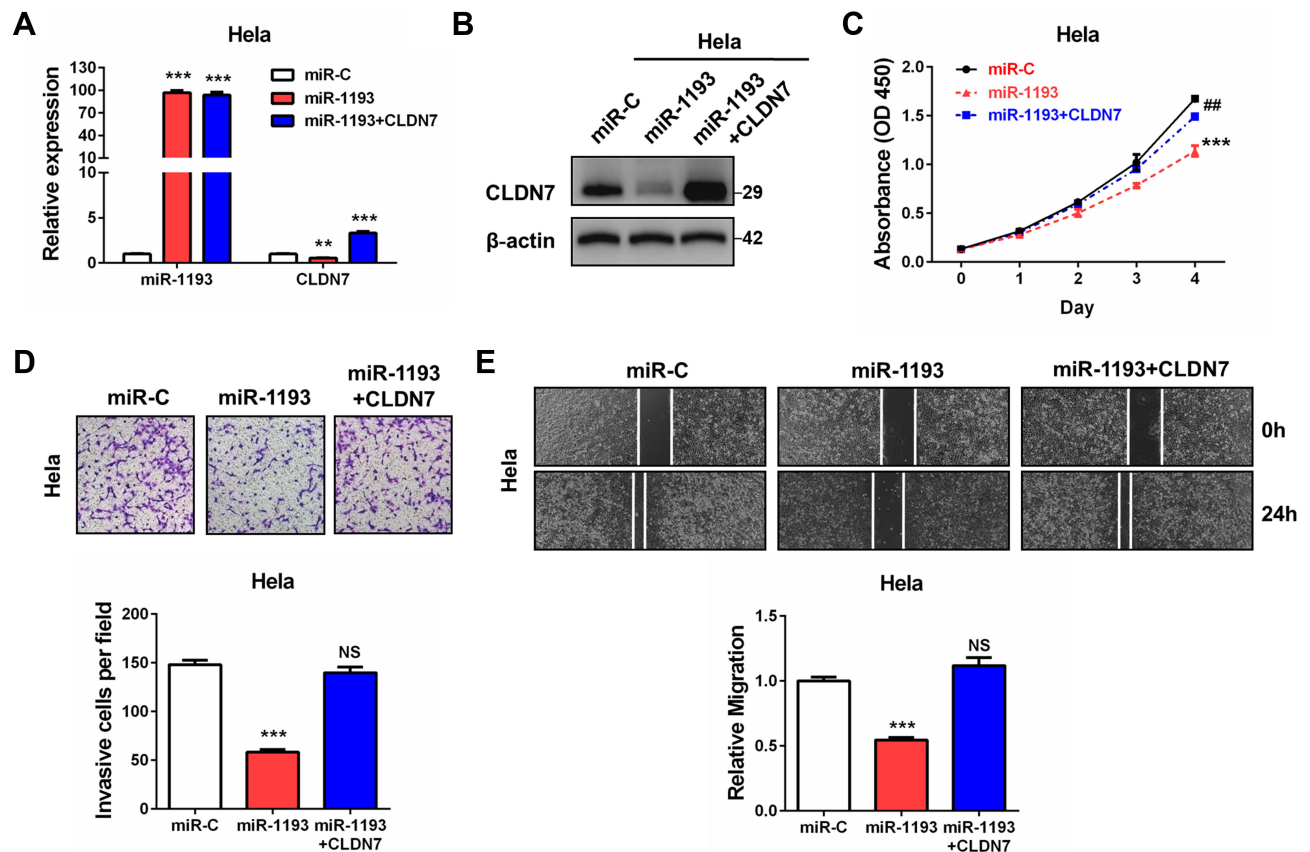 A
Hela
Relative expression
130
100
70
40
10
10
5
0
***
***
**
***
miR-C
miR-1193
miR-1193+CLDN7
miR-1193
CLDN7
B
Hela
miR-C
miR-1193
miR-1193
+CLDN7
CLDN7
29
β-actin
42
C
Hela
Absorbance (OD 450)
2.0
1.5
1.0
0.5
0.0
miR-C
miR-1193
miR-1193+CLDN7
##
***
0
1
2
3
4
Day
D
miR-C
miR-1193
miR-1193
+CLDN7
Hela
Hela
Invasive cells per field
200
150
100
50
0
***
NS
miR-C
miR-1193
miR-1193
+CLDN7
E
miR-C
miR-1193
miR-1193+CLDN7
Hela
0h
24h
Hela
Relative Migration
1.5
1.0
0.5
0.0
***
NS
miR-C
miR-1193
miR-1193
+CLDN7